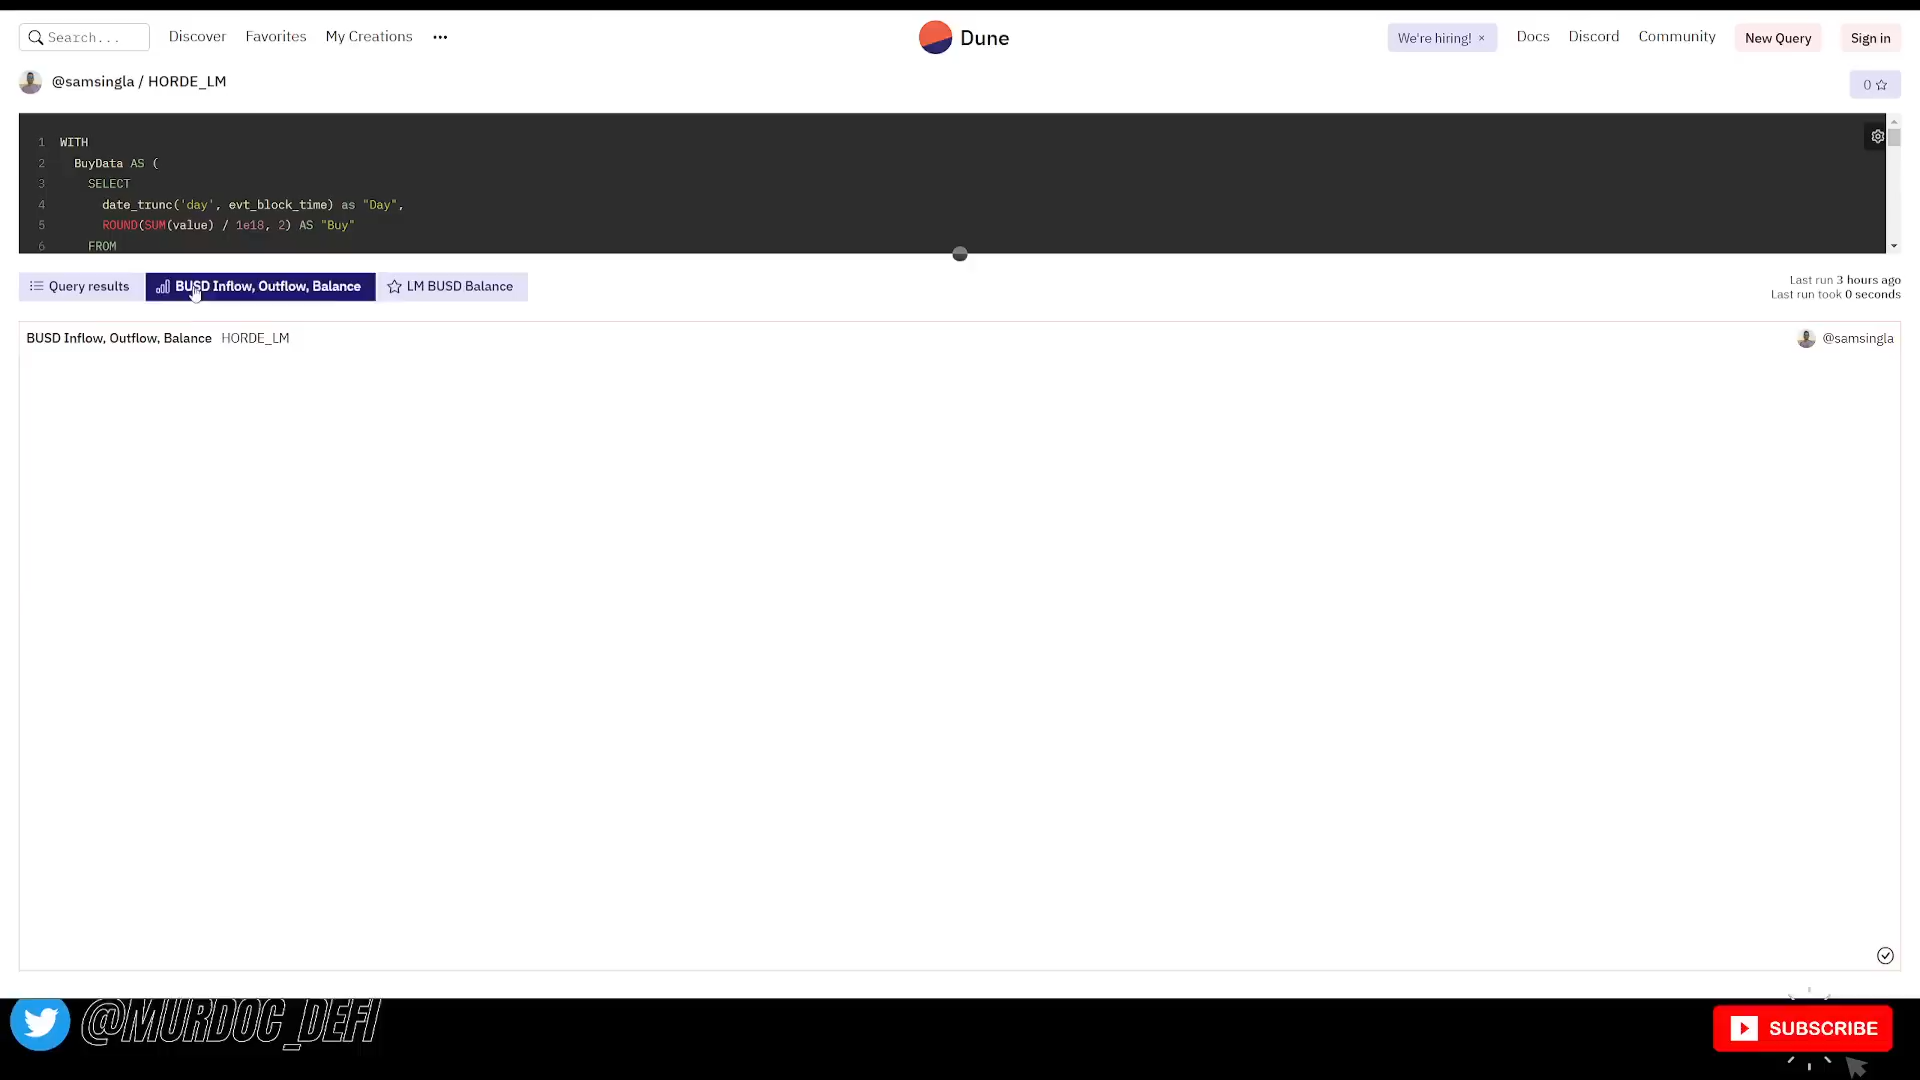 Search...
Discover
Favorites
My Creations
Dune
We're hiring! ×
Docs
Discord
Community
New Query
Sign in
@samsingla / HORDE_LM
0
1 WITH
2 BuyData AS (
3 SELECT
4 date_trunc('day', evt_block_time) as "Day",
5 ROUND(SUM(value) / 1e18, 2) AS "Buy"
6 FROM
Query results
BUSD Inflow, Outflow, Balance
LM BUSD Balance
Last run 3 hours ago
Last run took 0 seconds
BUSD Inflow, Outflow, Balance HORDE_LM
@samsingla
@MURDOC_DEFI
SUBSCRIBE